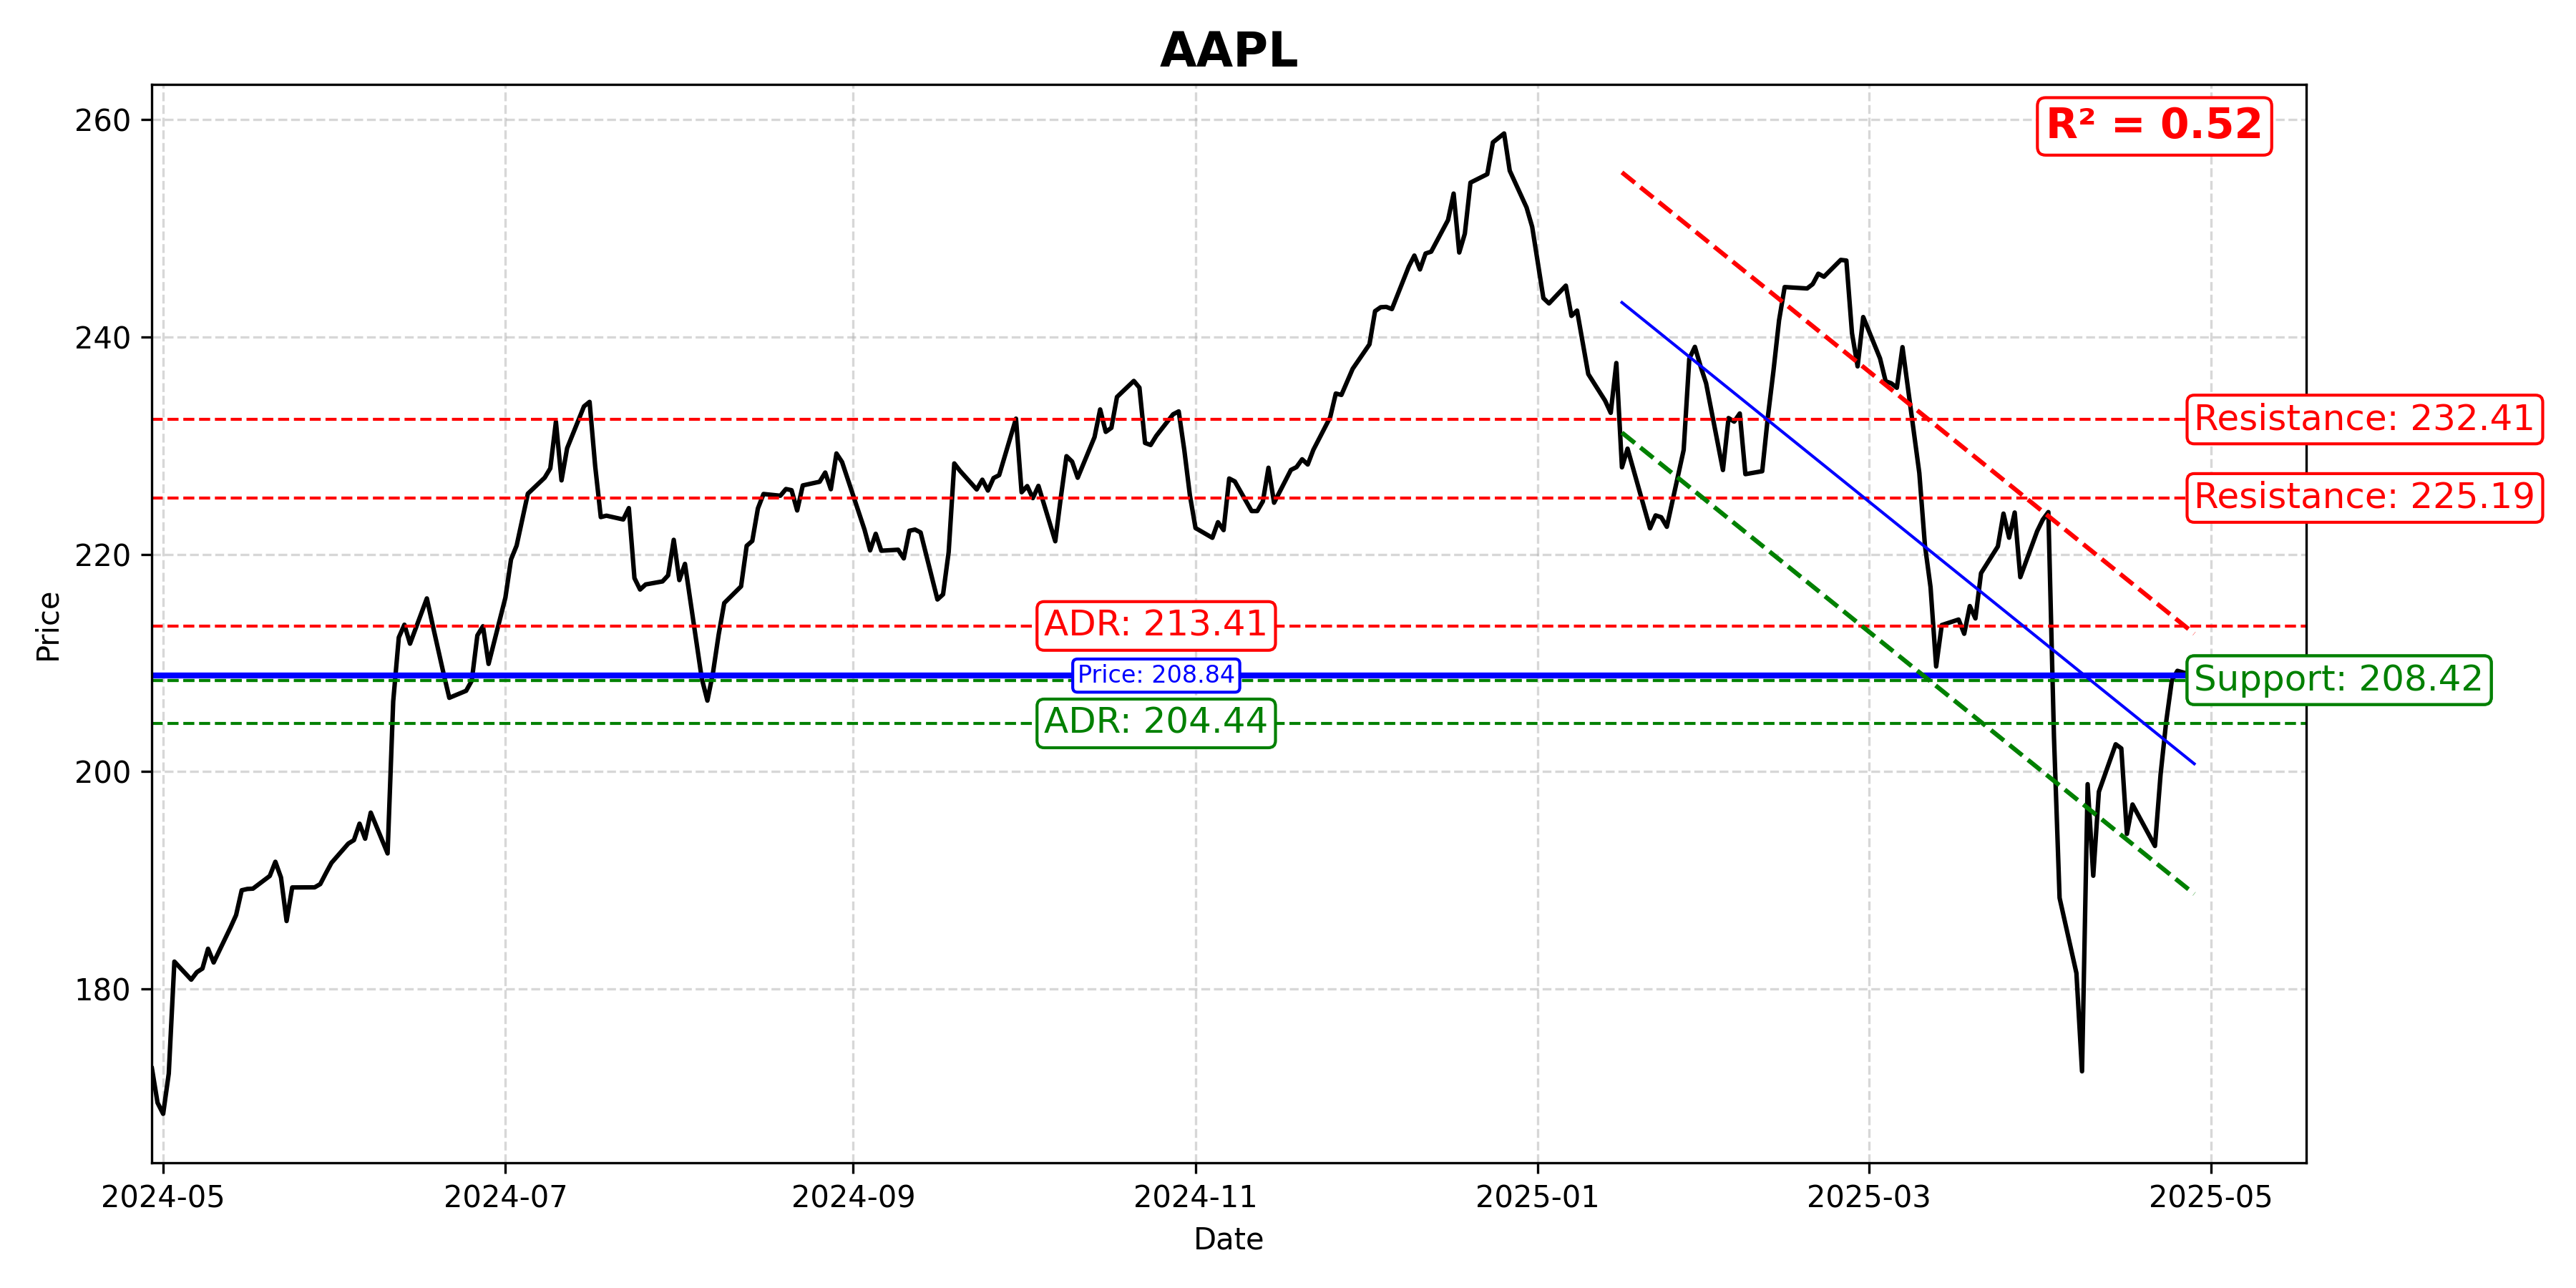 AAPL
R² = 0.52
260
240
220
200
180
Price
Resistance: 232.41
Resistance: 225.19
ADR: 213.41
Price: 208.84
Support: 208.42
ADR: 204.44
2024-05
2024-07
2024-09
2024-11
2025-01
2025-03
2025-05
Date